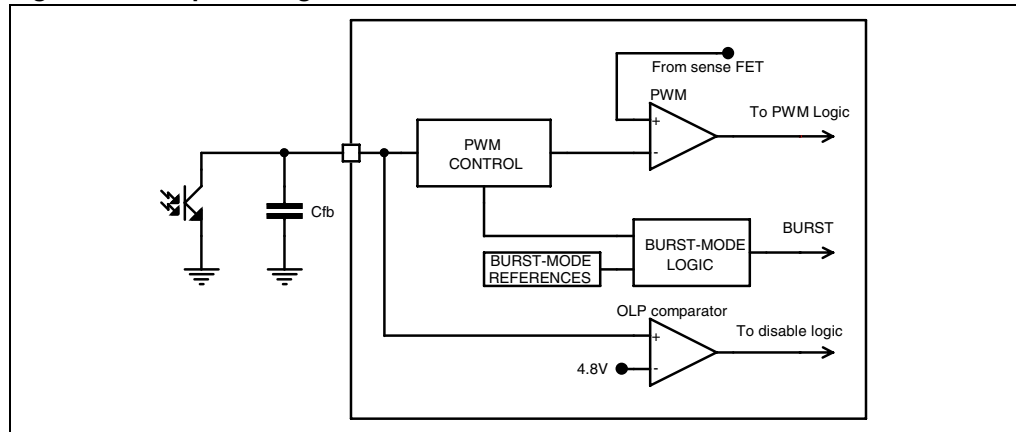 From sense FET
PWM
+
-
To PWM Logic
PWM
CONTROL
Cfb
BURST
BURST-MODE
LOGIC
BURST-MODE
REFERENCES
OLP comparator
+
4.8V
-
To disable logic